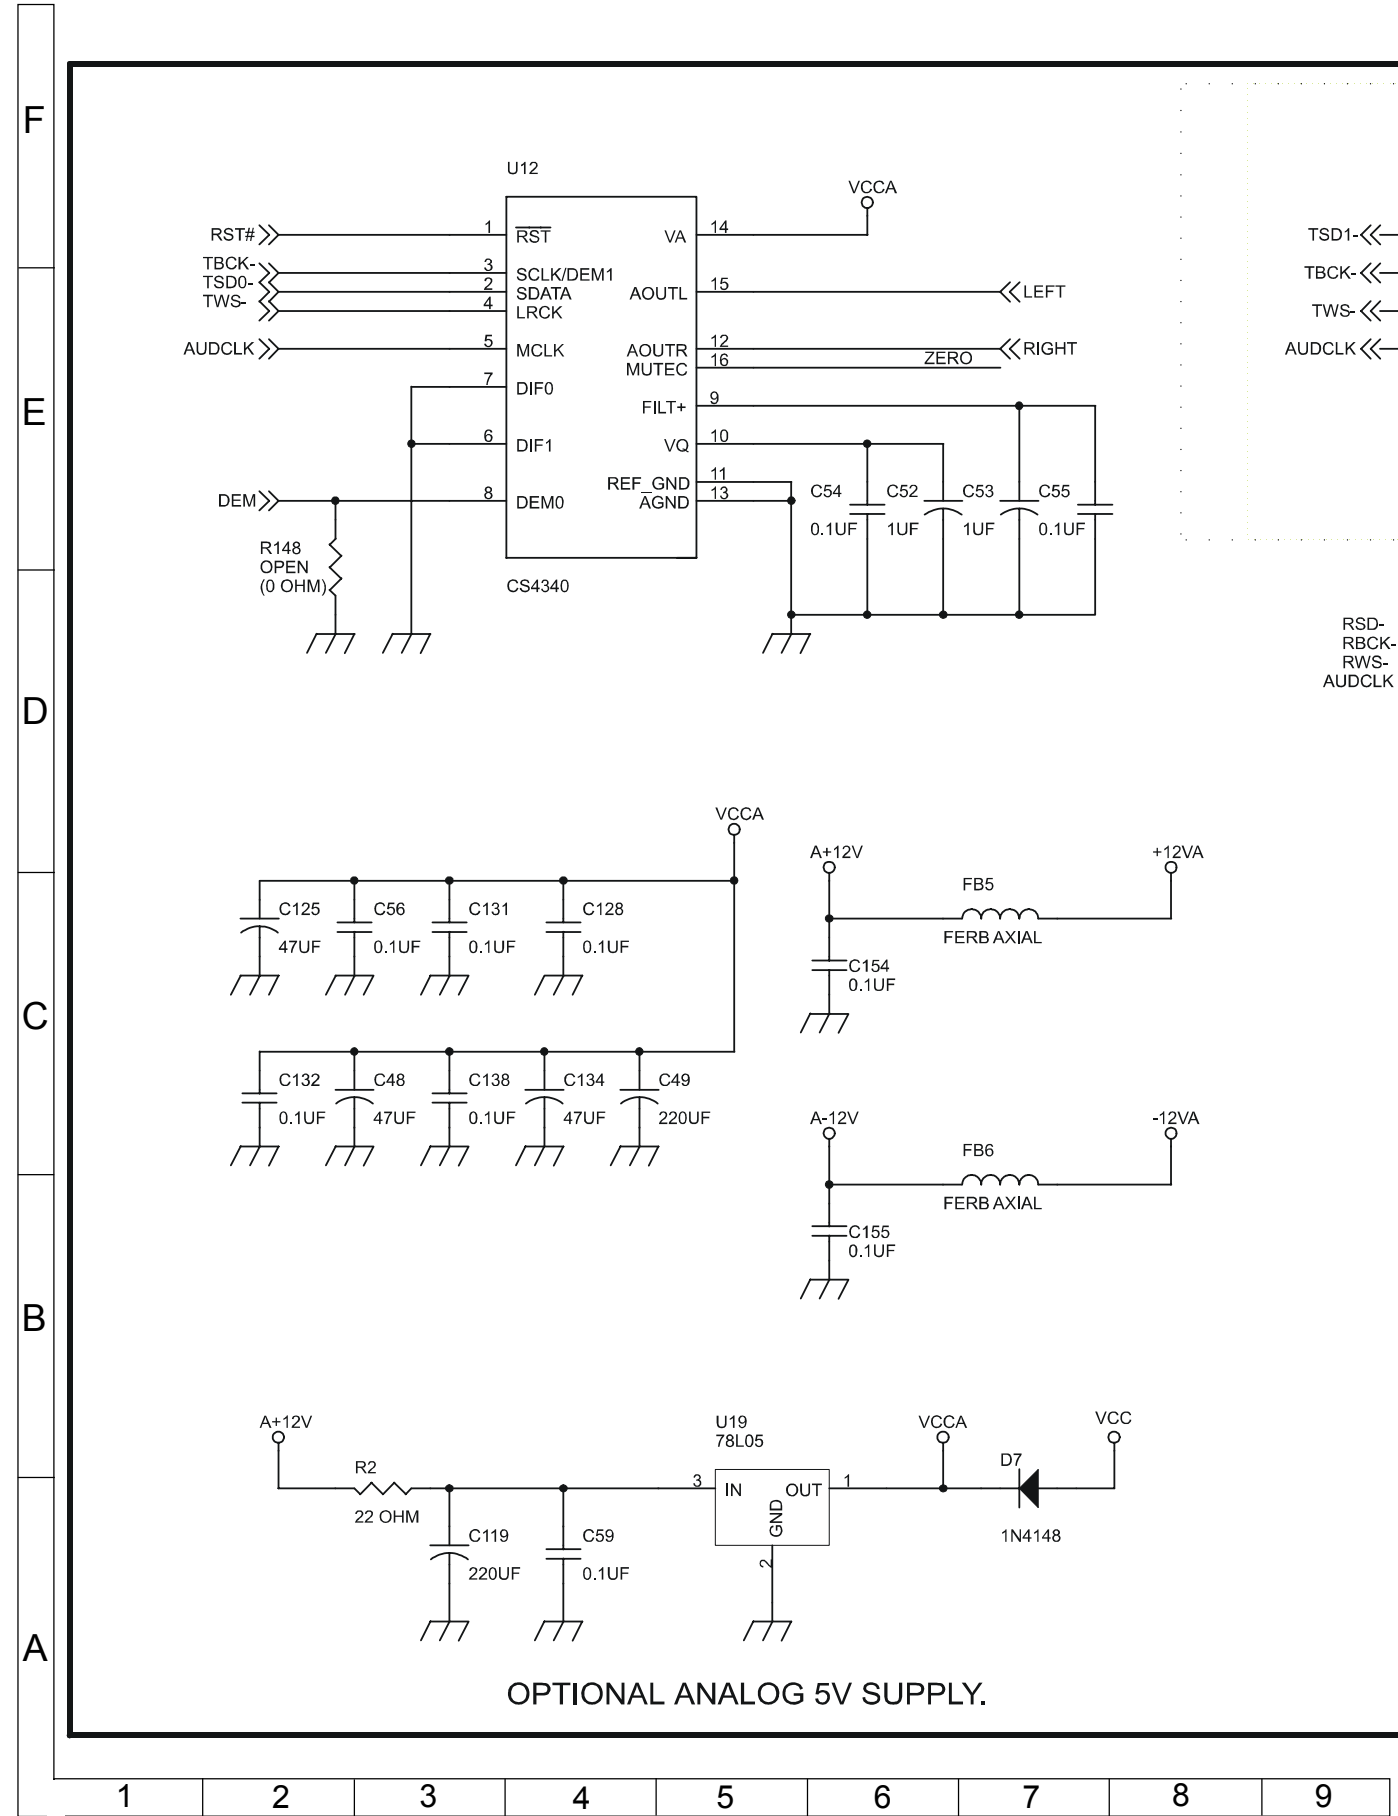 F
E
D
C
B
A
U12
VCCA
RST#
1
RST
VA
14
TBCK-
3
SCLK/DEM1
TSD0-
2
SDATA
AOUTL
15
LEFT
TWS-
4
LRCK
AUDCLK
5
MCLK
AOUTR
12
RIGHT
MUTEC
16
ZERO
7
DIF0
FILT+
9
6
DIF1
VQ
10
REF_GND
11
DEM
8
DEM0
AGND
13
C54
0.1UF
C52
1UF
C53
1UF
C55
0.1UF
R148
OPEN
(0 OHM)
CS4340
TSD1-
TBCK-
TWS-
AUDCLK
RSD-
RBCK-
RWS-
AUDCLK
VCCA
C125
47UF
C56
0.1UF
C131
0.1UF
C128
0.1UF
C132
0.1UF
C48
47UF
C138
0.1UF
C134
47UF
C49
220UF
A+12V
+12VA
FB5
FERB AXIAL
C154
0.1UF
A-12V
-12VA
FB6
FERB AXIAL
C155
0.1UF
A+12V
R2
22 OHM
C119
220UF
C59
0.1UF
U19
78L05
3
IN
OUT
1
GND
2
VCCA
VCC
D7
1N4148
OPTIONAL ANALOG 5V SUPPLY.
1
2
3
4
5
6
7
8
9